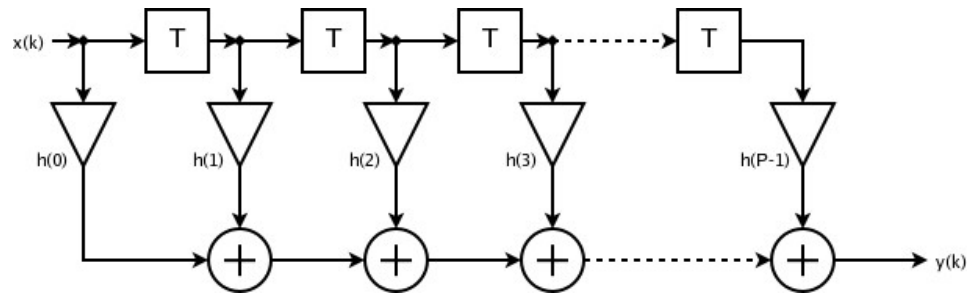 x(k) T T T T
h(0) h(1) h(2) h(3) h(P-1)
y(k)